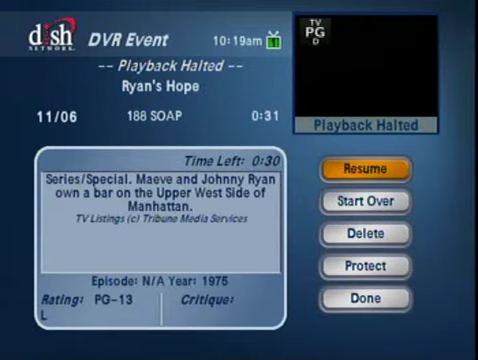 dish
NETWORK
DVR Event
10:19am
1
TV
PG
D
-- Playback Halted --
Ryan's Hope
11/06 188 SOAP 0:31
Playback Halted
Time Left: 0:30
Series/Special. Maeve and Johnny Ryan
own a bar on the Upper West Side of
Manhattan.
TV Listings (c) Tribune Media Services
Episode: N/A Year: 1975
Rating: PG-13 Critique:
L
Resume
Start Over
Delete
Protect
Done